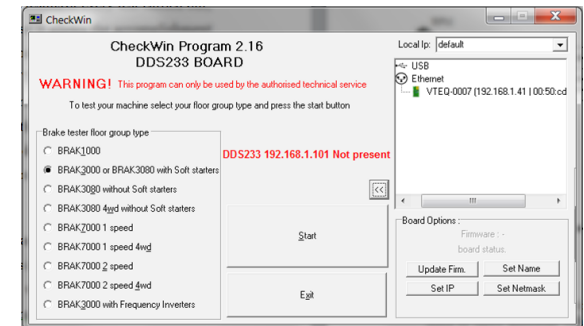 CheckWin
CheckWin Program 2.16
DDS233 BOARD
WARNING! This program can only be used by the authorised technical service
To test your machine select your floor group type and press the start button
Brake tester floor group type
BRAK1000
BRAK3000 or BRAK3080 with Soft starters
BRAK3080 without Soft starters
BRAK3080 4wd without Soft starters
BRAK7000 1 speed
BRAK7000 1 speed 4wd
BRAK7000 2 speed
BRAK7000 2 speed 4wd
BRAK3000 with Frequency Inverters
DDS233 192.168.1.101 Not present
<<
Start
Exit
Local Ip: default
USB
Ethernet
VTEQ-0007 (192.168.1.41 | 00:50:cd
Board Options :
Firmware : -
board status.
Update Firm. Set Name
Set IP Set Netmask